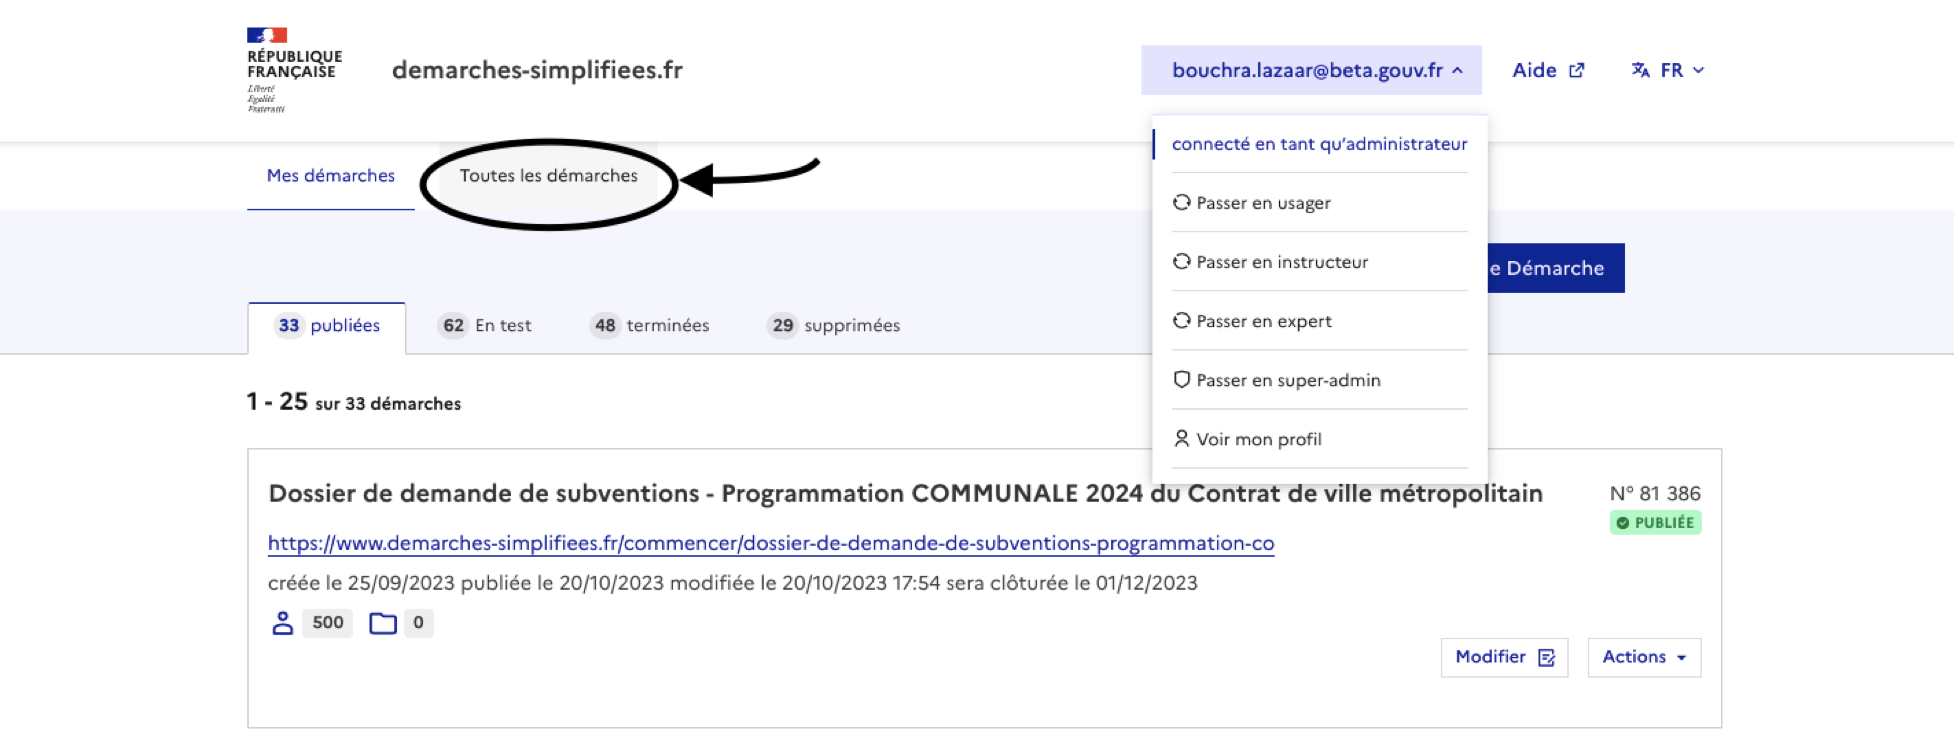 RÉPUBLIQUE
FRANÇAISE
Liberté
Égalité
Fraternité
demarches-simplifiees.fr
bouchra.lazaar@beta.gouv.fr
Aide
FR
connecté en tant qu’administrateur
Passer en usager
Passer en instructeur
Passer en expert
Passer en super-admin
Voir mon profil
Mes démarches
Toutes les démarches
e Démarche
33 publiées
62 En test
48 terminées
29 supprimées
1 - 25 sur 33 démarches
Dossier de demande de subventions - Programmation COMMUNALE 2024 du Contrat de ville métropolitain
N° 81 386
PUBLIÉE
https://www.demarches-simplifiees.fr/commencer/dossier-de-demande-de-subventions-programmation-co
créée le 25/09/2023 publiée le 20/10/2023 modifiée le 20/10/2023 17:54 sera clôturée le 01/12/2023
500
0
Modifier
Actions